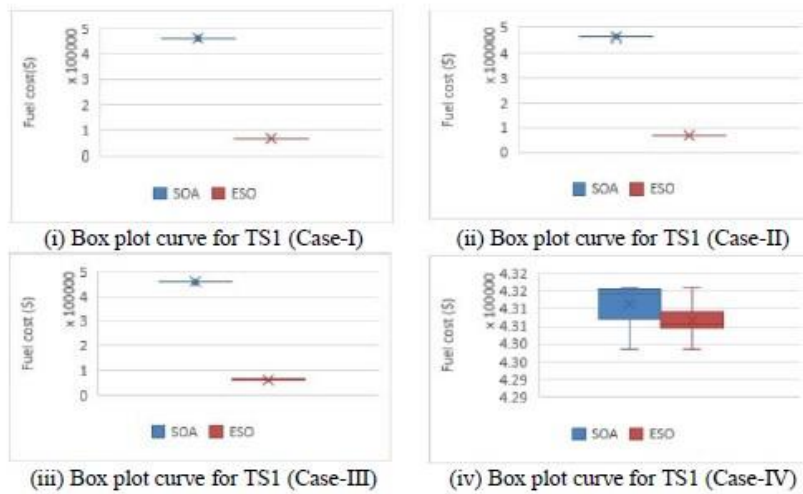 Fuel cost($)
x 100000
5
4
3
2
1
0
SOA ESO
(i) Box plot curve for TS1 (Case-I)
Fuel cost ($)
x 100000
5
4
3
2
1
0
SOA ESO
(ii) Box plot curve for TS1 (Case-II)
Fuel cost ($)
x 100000
5
4
3
2
1
0
SOA ESO
(iii) Box plot curve for TS1 (Case-III)
Fuel cost ($)
x 100000
4.32
4.32
4.31
4.31
4.30
4.30
4.29
4.29
SOA ESO
(iv) Box plot curve for TS1 (Case-IV)